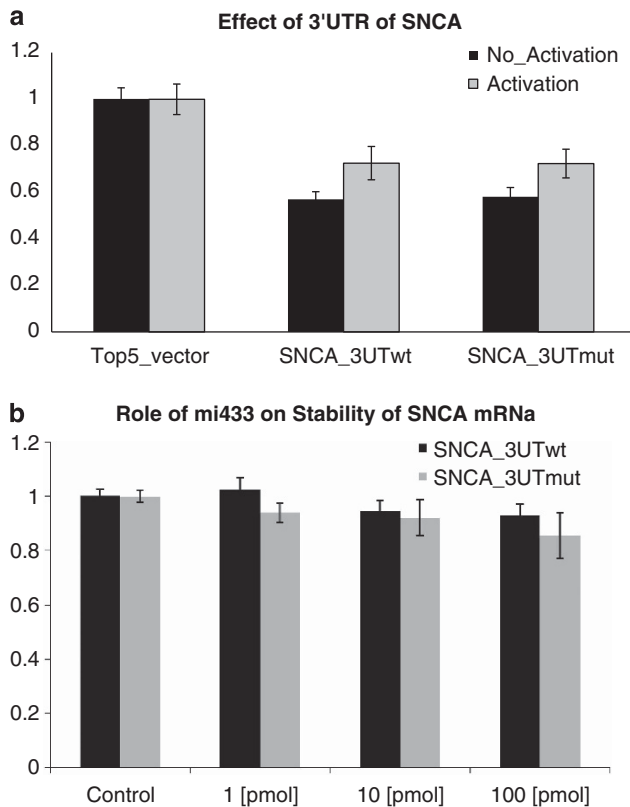 a
Effect of 3'UTR of SNCA
1.2
No_Activation
Activation
1
0.8
0.6
0.4
0.2
0
Top5_vector SNCA_3UTwt SNCA_3UTmut
b
Role of mi433 on Stability of SNCA mRNa
1.2
SNCA_3UTwt
SNCA_3UTmut
1
0.8
0.6
0.4
0.2
0
Control 1 [pmol] 10 [pmol] 100 [pmol]